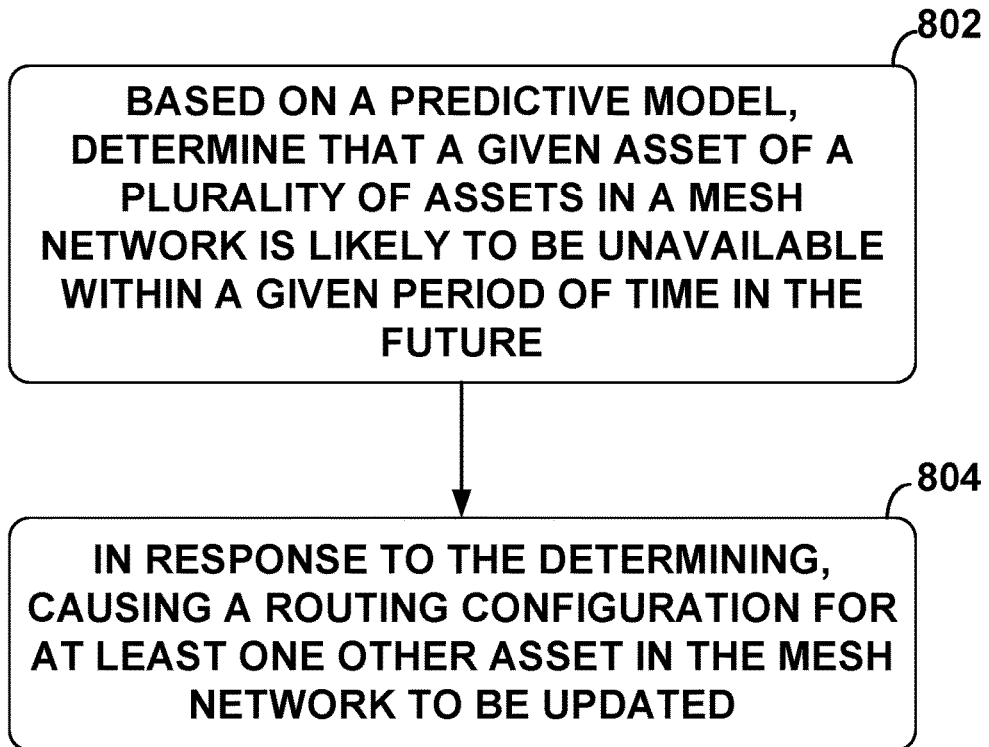 802
BASED ON A PREDICTIVE MODEL,
DETERMINE THAT A GIVEN ASSET OF A
PLURALITY OF ASSETS IN A MESH
NETWORK IS LIKELY TO BE UNAVAILABLE
WITHIN A GIVEN PERIOD OF TIME IN THE
FUTURE
804
IN RESPONSE TO THE DETERMINING,
CAUSING A ROUTING CONFIGURATION FOR
AT LEAST ONE OTHER ASSET IN THE MESH
NETWORK TO BE UPDATED